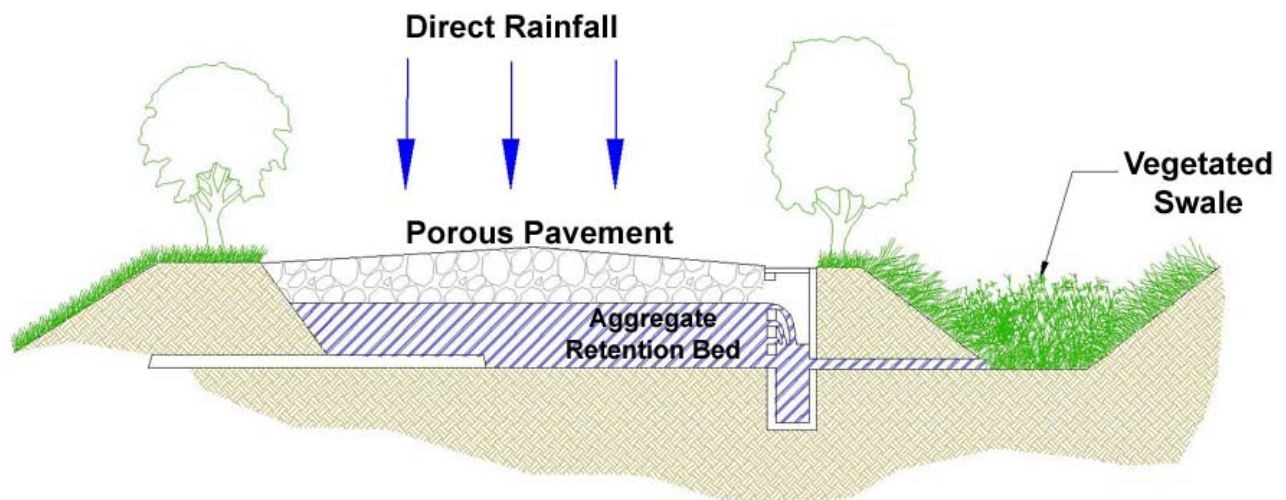 Direct Rainfall
Vegetated
Swale
Porous Pavement
Aggregate
Retention Bed